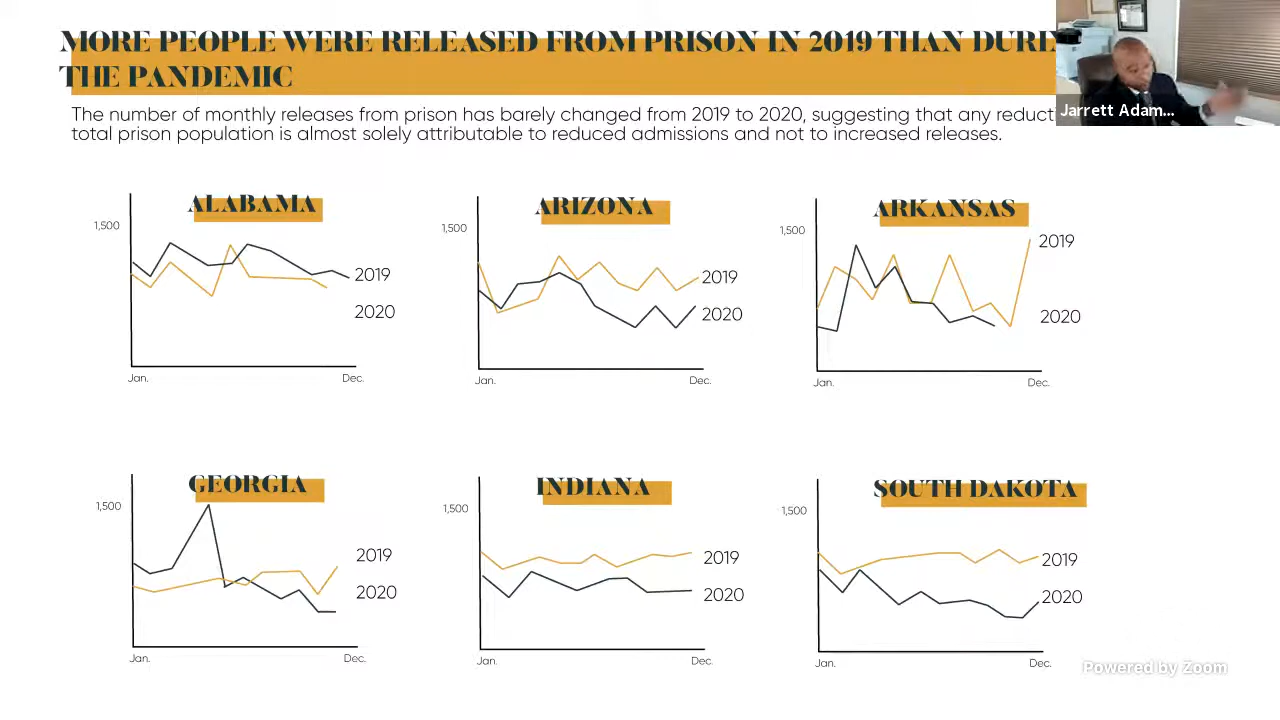 MORE PEOPLE WERE RELEASED FROM PRISON IN 2019 THAN
THE PANDEMIC
The number of monthly releases from prison has barely changed from 2019 to 2020, suggesting that any
total prison population is almost solely attributable to reduced admissions and not to increased releases.
Jarrett Adam...
ALABAMA
1,500
2019
2020
Jan.
Dec.
ARIZONA
1,500
2019
2020
Jan.
Dec.
ARKANSAS
1,500
2019
2020
Jan.
Dec.
GEORGIA
1,500
2019
2020
Jan.
Dec.
INDIANA
1,500
2019
2020
Jan.
Dec.
SOUTH DAKOTA
1,500
2019
2020
Jan.
Dec.
Powered by Zoom